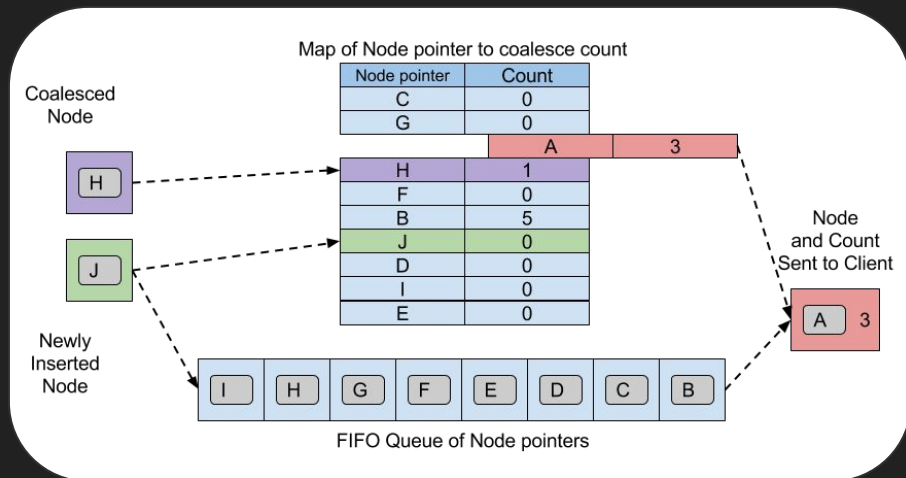 Map of Node pointer to coalesce count
Node pointer Count
C 0
G 0
A 3
H 1
F 0
B 5
J 0
D 0
I 0
E 0
Coalesced
Node
H
J
Newly
Inserted
Node
I H G F E D C B
FIFO Queue of Node pointers
Node
and Count
Sent to Client
A 3